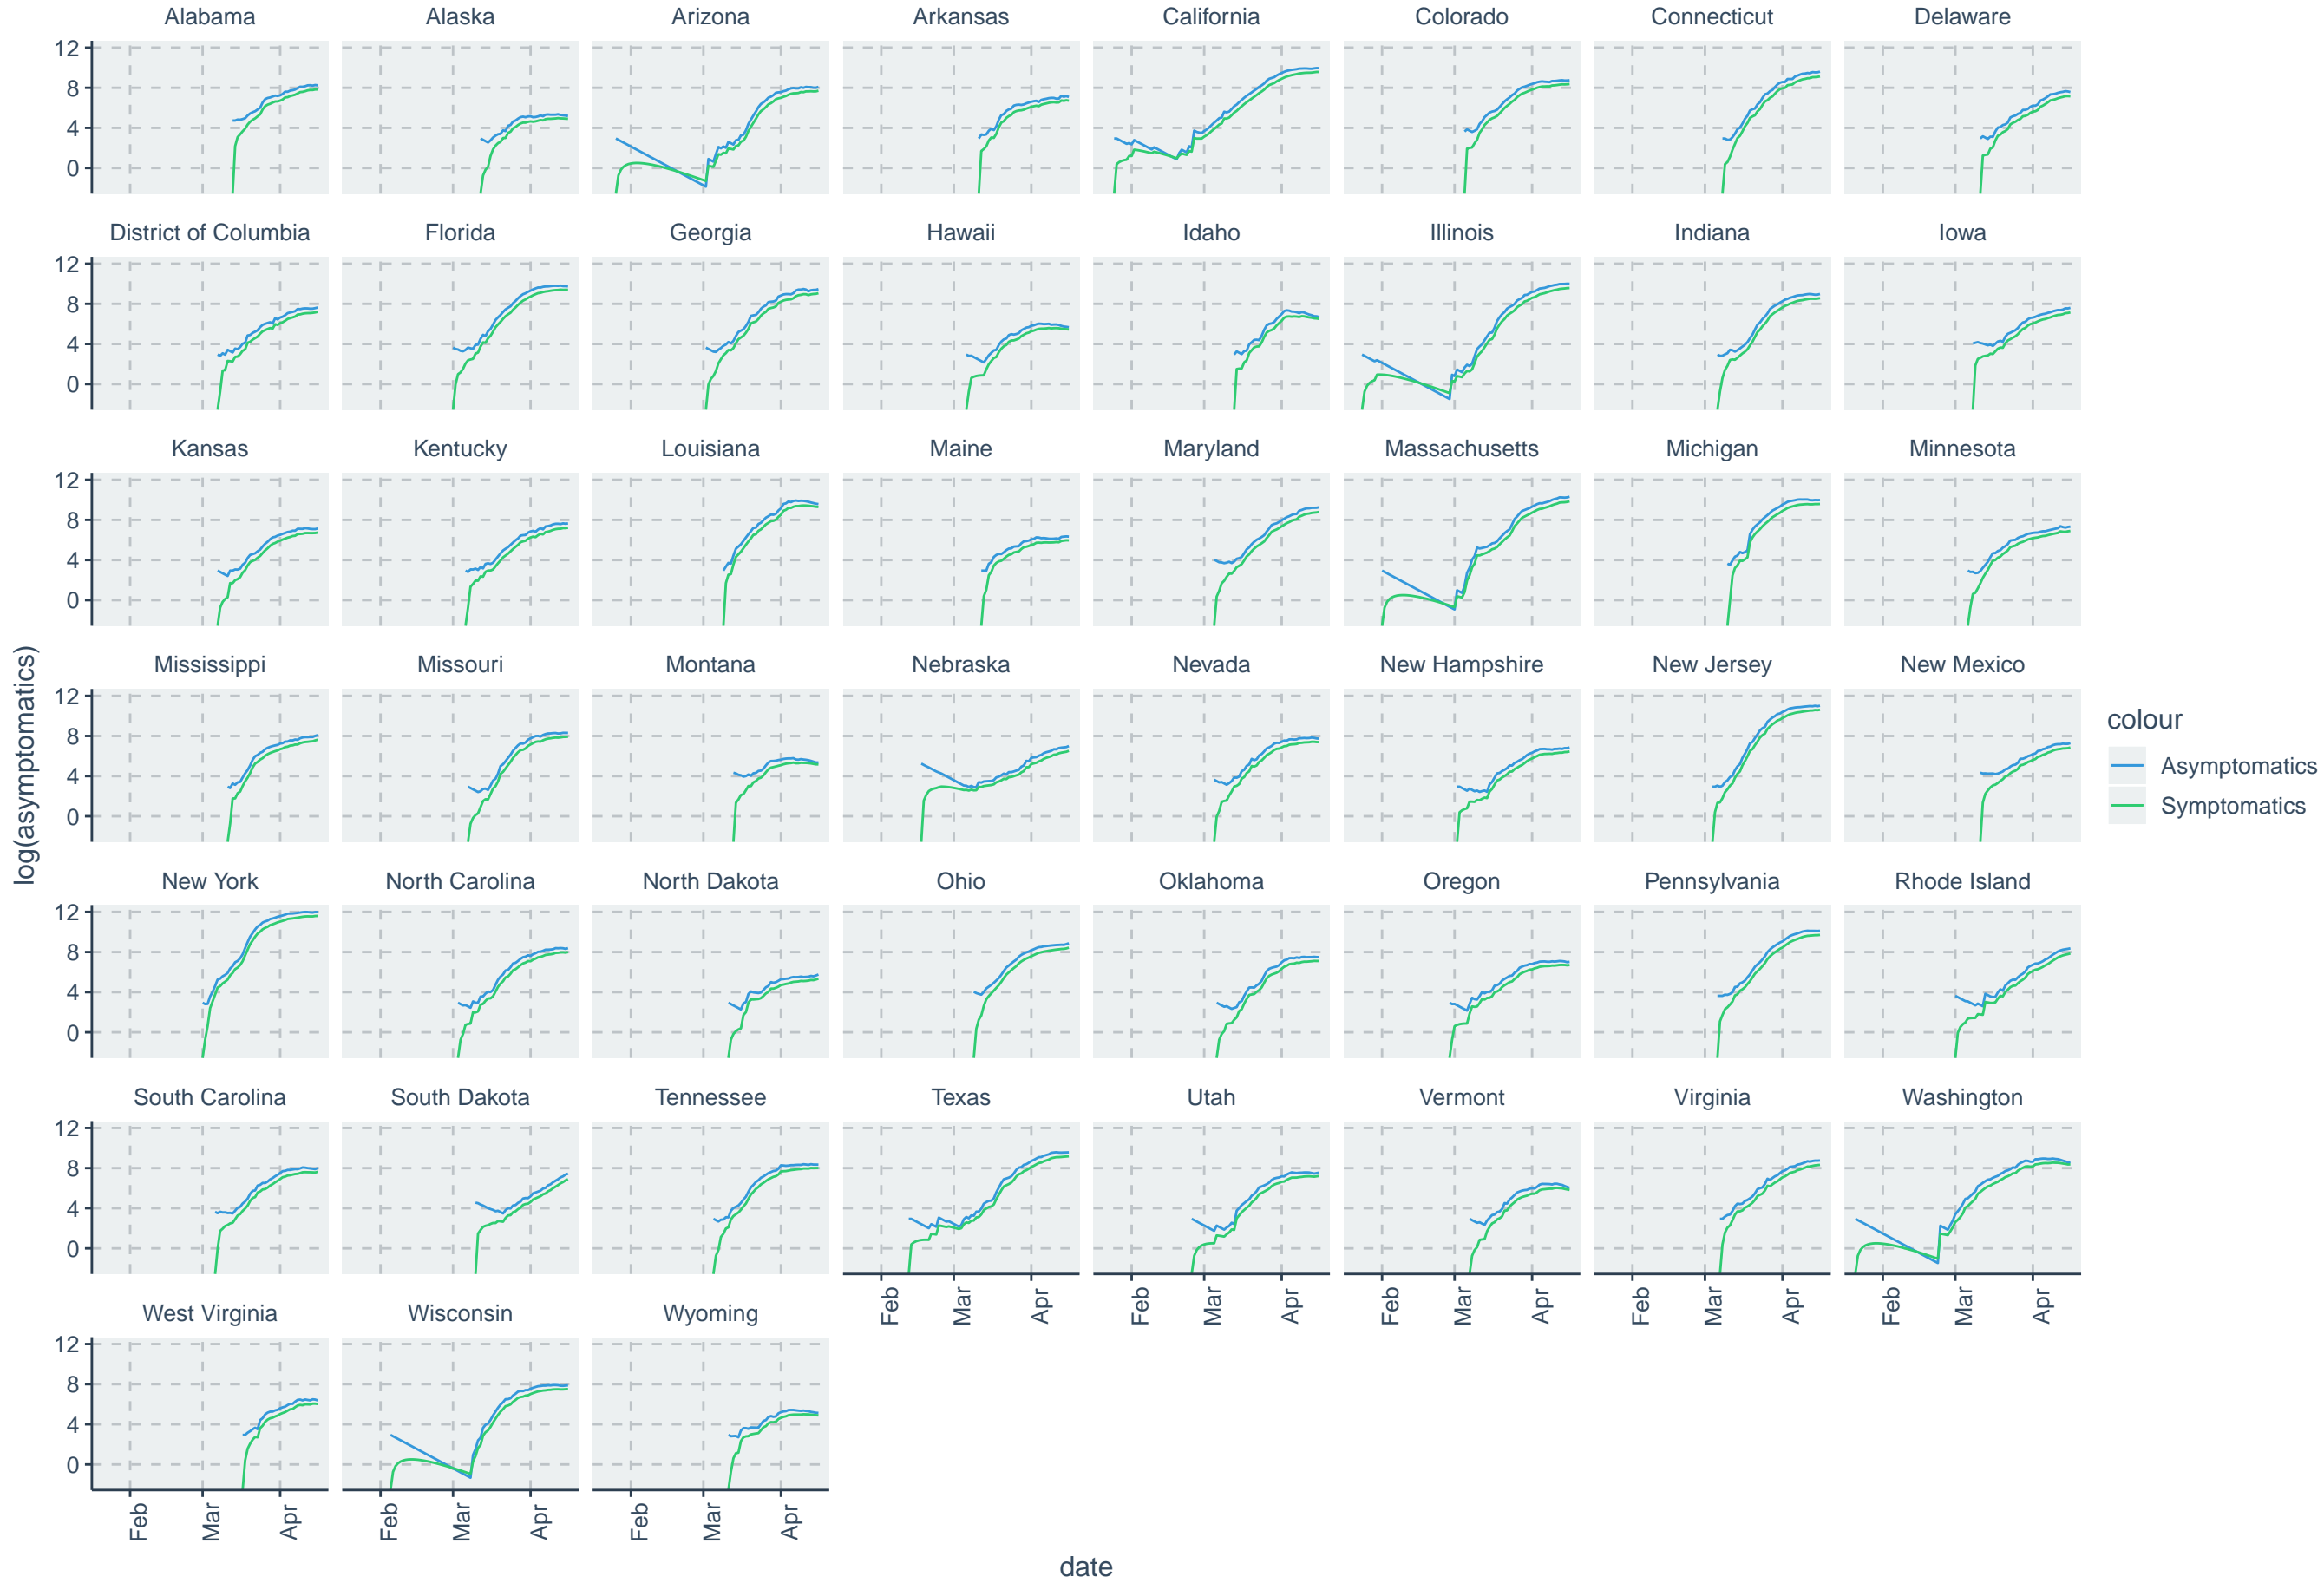 Alabama Alaska Arizona Arkansas California Colorado Connecticut Delaware
12
8
4
0
District of Columbia Florida Georgia Hawaii Idaho Illinois Indiana Iowa
12
8
4
0
Kansas Kentucky Louisiana Maine Maryland Massachusetts Michigan Minnesota
12
8
4
0
log(asymptomatics)
Mississippi Missouri Montana Nebraska Nevada New Hampshire New Jersey New Mexico
12
8
4
0
colour
Asymptomatics
Symptomatics
New York North Carolina North Dakota Ohio Oklahoma Oregon Pennsylvania Rhode Island
12
8
4
0
South Carolina South Dakota Tennessee Texas Utah Vermont Virginia Washington
12
8
4
0
Feb Mar Apr Feb Mar Apr Feb Mar Apr Feb Mar Apr Feb Mar Apr
West Virginia Wisconsin Wyoming
12
8
4
0
Feb Mar Apr Feb Mar Apr Feb Mar Apr
date